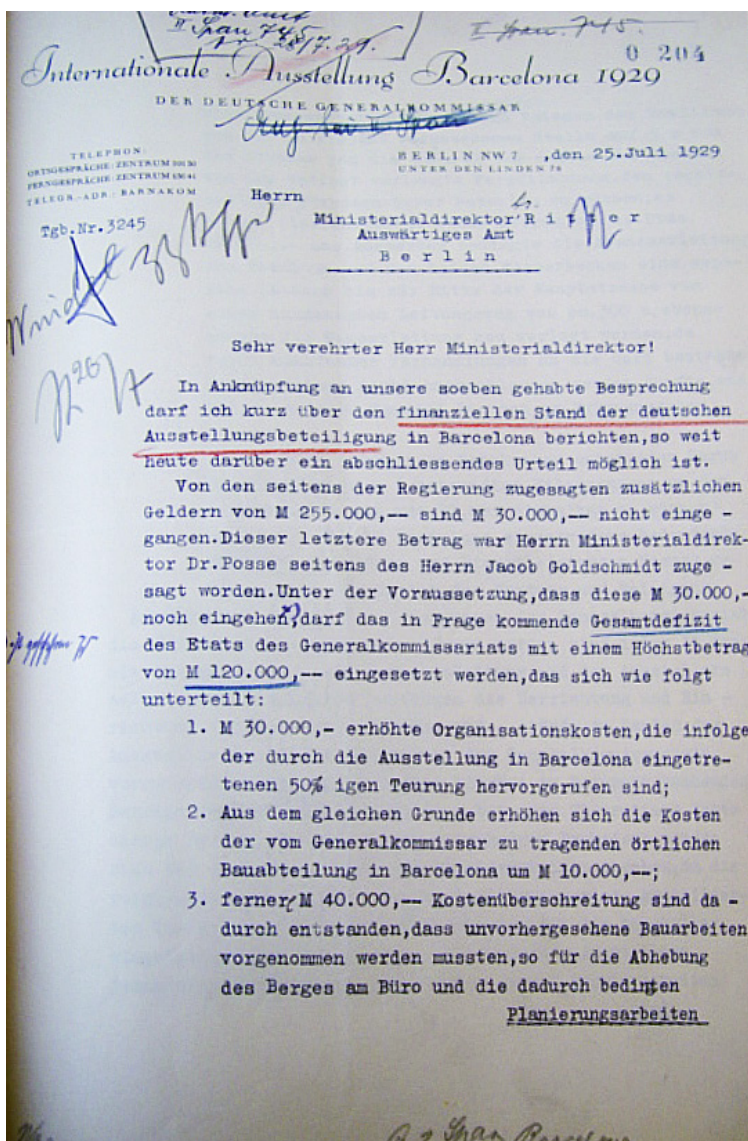 II Span 745
28/7.29.
II Span. 745.
0 204
Internationale Ausstellung Barcelona 1929
DER DEUTSCHE GENERALKOMMISSAR
TELEPHON:
ORTSGESPRÄCHE: ZENTRUM
FERNGESPRÄCHE: ZENTRUM
TELEGR.-ADR.: BARNAKOM
BERLIN NW 7 ,den 25.Juli 1929
UNTER DEN LINDEN 78
Tgb.Nr.3245
Herrn
Ministerialdirektor R i t t e r
Auswärtiges Amt
B e r l i n
Sehr verehrter Herr Ministerialdirektor!
In Anknüpfung an unsere soeben gehabte Besprechung
darf ich kurz über den finanziellen Stand der deutschen
Ausstellungsbeteiligung in Barcelona berichten,so weit
heute darüber ein abschliessendes Urteil möglich ist.
Von den seitens der Regierung zugesagten zusätzlichen
Geldern von M 255.000,-- sind M 30.000,-- nicht einge -
gangen.Dieser letztere Betrag war Herrn Ministerialdirek-
tor Dr.Posse seitens des Herrn Jacob Goldschmidt zuge -
sagt worden.Unter der Voraussetzung,dass diese M 30.000,-
noch eingehen,?darf das in Frage kommende Gesamtdefizit
des Etats des Generalkommissariats mit einem Höchstbetrag
von M 120.000,-- eingesetzt werden,das sich wie folgt
unterteilt:
1. M 30.000,- erhöhte Organisationskosten,die infolge
der durch die Ausstellung in Barcelona eingetre-
tenen 50% igen Teurung hervorgerufen sind;
2. Aus dem gleichen Grunde erhöhen sich die Kosten
der vom Generalkommissar zu tragenden örtlichen
Bauabteilung in Barcelona um M 10.000,--;
3. ferner M 40.000,-- Kostenüberschreitung sind da -
durch entstanden,dass unvorhergesehene Bauarbeiten
vorgenommen werden mussten,so für die Abhebung
des Berges am Büro und die dadurch bedingten
Planierungsarbeiten